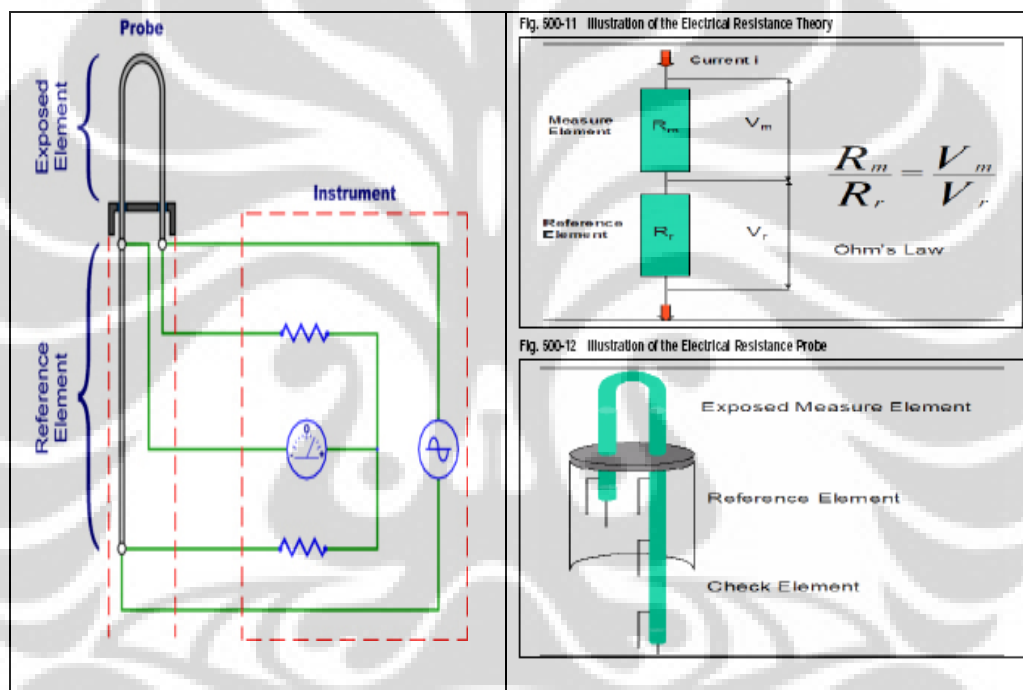 Probe
Exposed
Element
Reference
Element
Instrument
0
Fig. 500-11 Illustration of the Electrical Resistance Theory
Current i
Measure
Element
Rm
Vm
Reference
Element
Rr
Vr
Rm / Rr = Vm / Vr
Ohm's Law
Fig. 500-12 Illustration of the Electrical Resistance Probe
Exposed Measure Element
Reference Element
Check Element